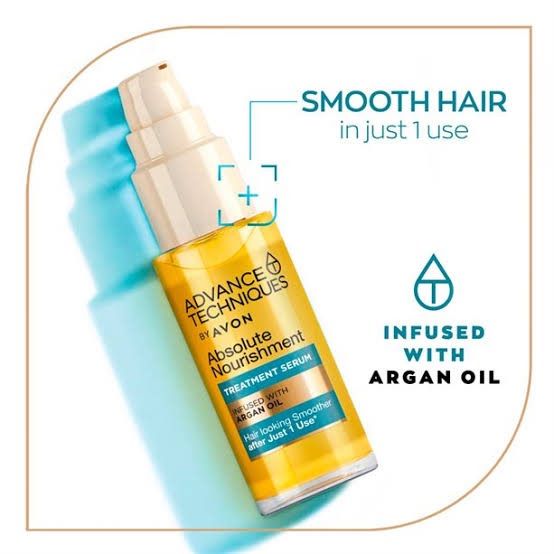 SMOOTH HAIR
in just 1 use
ADVANCE
TECHNIQUES
BY AVON
Absolute
Nourishment
TREATMENT SERUM
INFUSED WITH
ARGAN OIL
Hair looking Smoother
after Just 1 Use*
INFUSED
WITH
ARGAN OIL